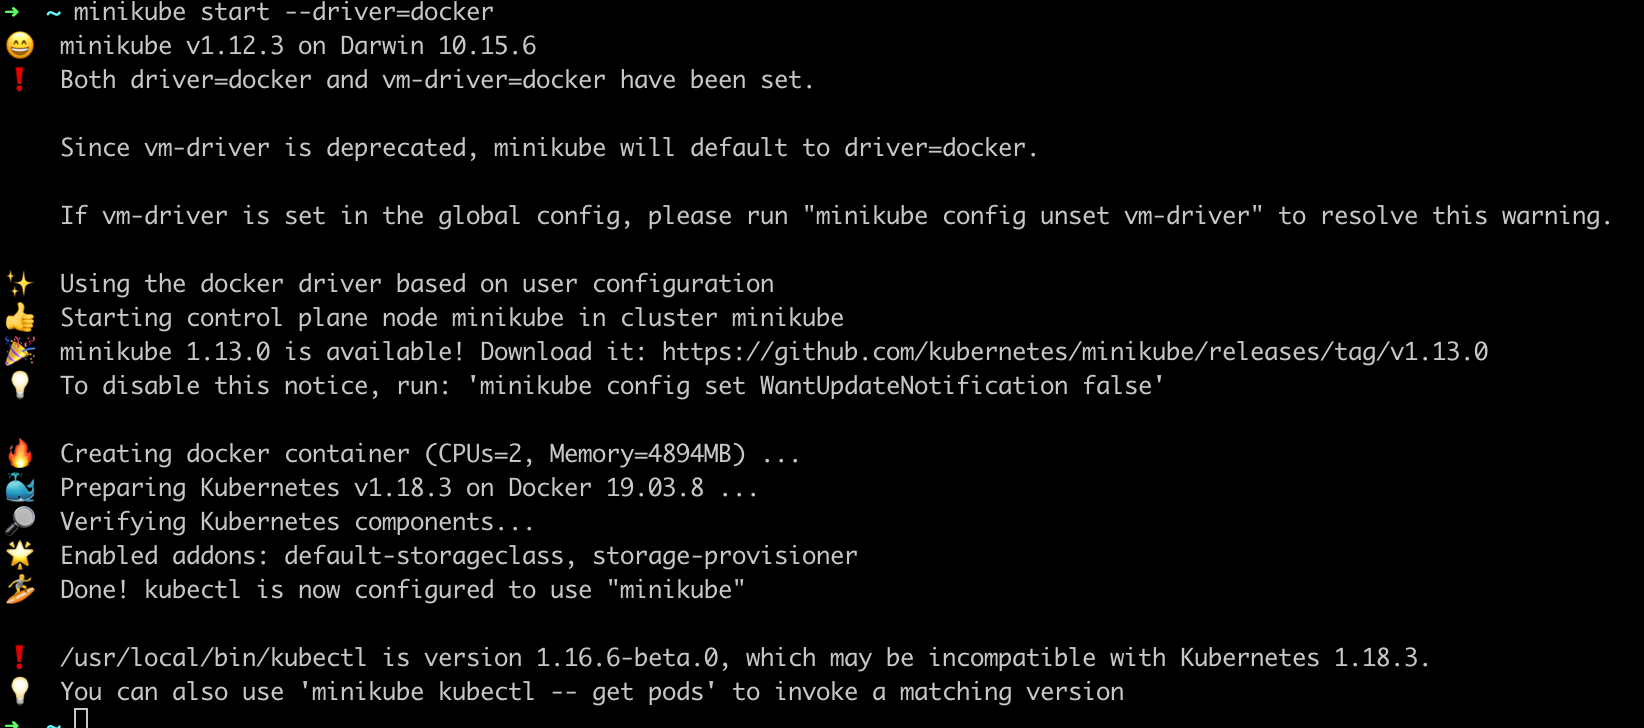 ➜ ~ minikube start --driver=docker
😄 minikube v1.12.3 on Darwin 10.15.6
❗ Both driver=docker and vm-driver=docker have been set.
Since vm-driver is deprecated, minikube will default to driver=docker.
If vm-driver is set in the global config, please run "minikube config unset vm-driver" to resolve this warning.
✨ Using the docker driver based on user configuration
👍 Starting control plane node minikube in cluster minikube
🎉 minikube 1.13.0 is available! Download it: https://github.com/kubernetes/minikube/releases/tag/v1.13.0
💡 To disable this notice, run: 'minikube config set WantUpdateNotification false'
🔥 Creating docker container (CPUs=2, Memory=4894MB) ...
🐳 Preparing Kubernetes v1.18.3 on Docker 19.03.8 ...
🔎 Verifying Kubernetes components...
🌟 Enabled addons: default-storageclass, storage-provisioner
🏄 Done! kubectl is now configured to use "minikube"
❗ /usr/local/bin/kubectl is version 1.16.6-beta.0, which may be incompatible with Kubernetes 1.18.3.
💡 You can also use 'minikube kubectl -- get pods' to invoke a matching version
➜ ~